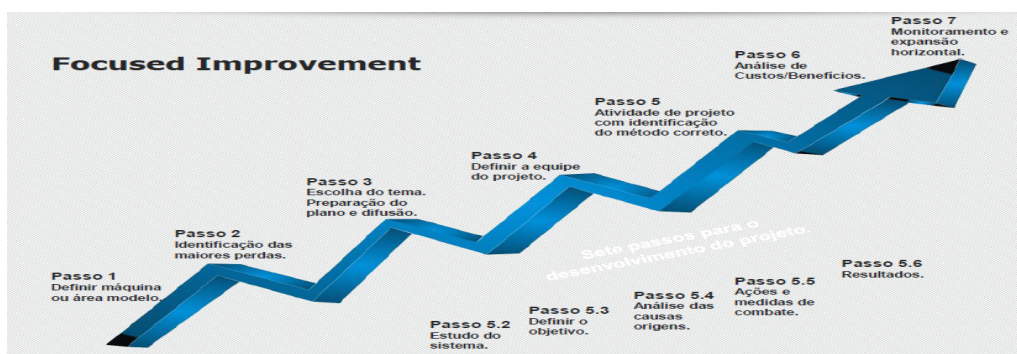 Focused Improvement
Passo 1
Definir máquina
ou área modelo.
Passo 2
Identificação das
maiores perdas.
Passo 3
Escolha do tema.
Preparação do
plano e difusão.
Passo 4
Definir a equipe
do projeto.
Passo 5
Atividade de projeto
com identificação
do método correto.
Passo 6
Análise de
Custos/Benefícios.
Passo 7
Monitoramento e
expansão
horizontal.
Sete passos para o
desenvolvimento do projeto.
Passo 5.2
Estudo do
sistema.
Passo 5.3
Definir o
objetivo.
Passo 5.4
Análise das
causas
origens.
Passo 5.5
Ações e
medidas de
combate.
Passo 5.6
Resultados.